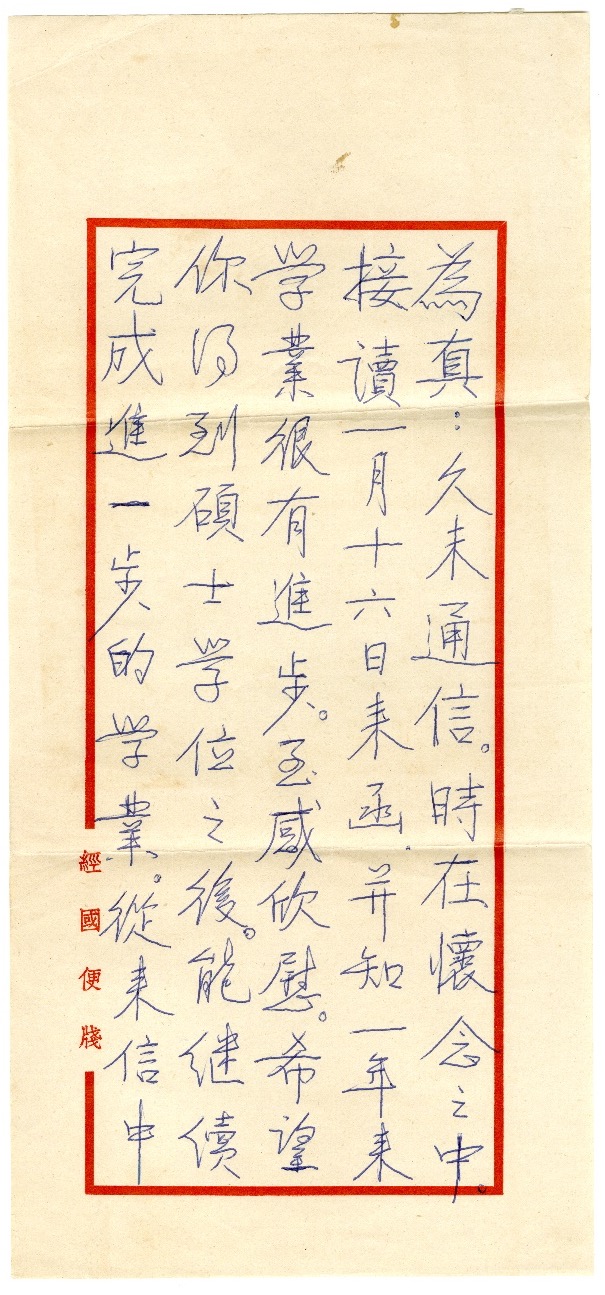 為真：久未通信。時在懷念之中。
接讀一月十六日来函，并知一年来
学業很有進步。至感欣慰。希望
你得到碩士学位之後。能继續
完成進一步的学業。從来信中
經國便牋